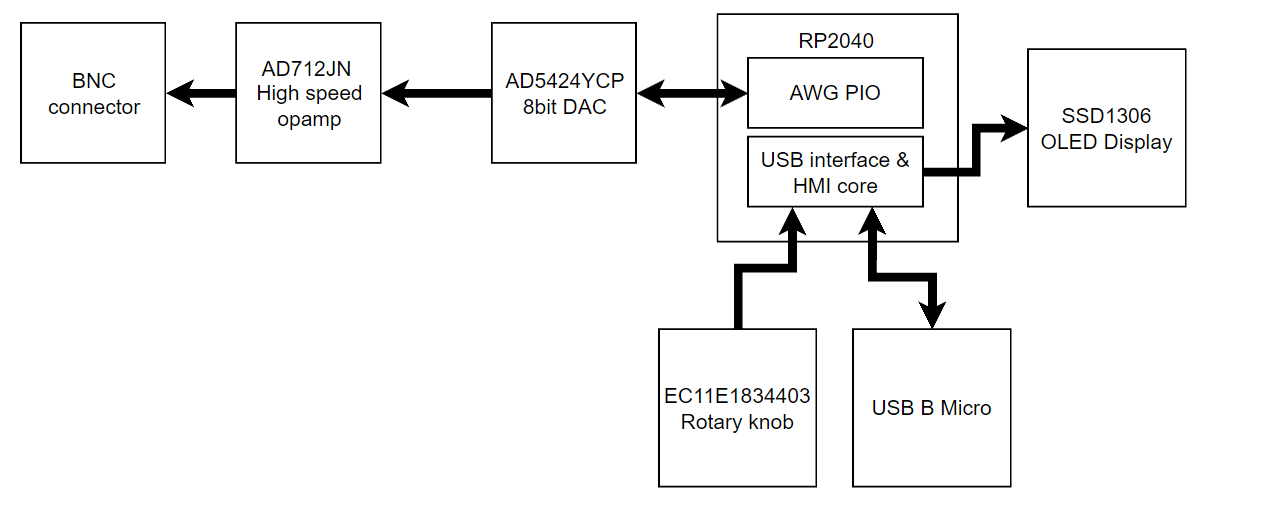 BNC
connector
AD712JN
High speed
opamp
AD5424YCP
8bit DAC
RP2040
AWG PIO
USB interface &
HMI core
SSD1306
OLED Display
EC11E1834403
Rotary knob
USB B Micro